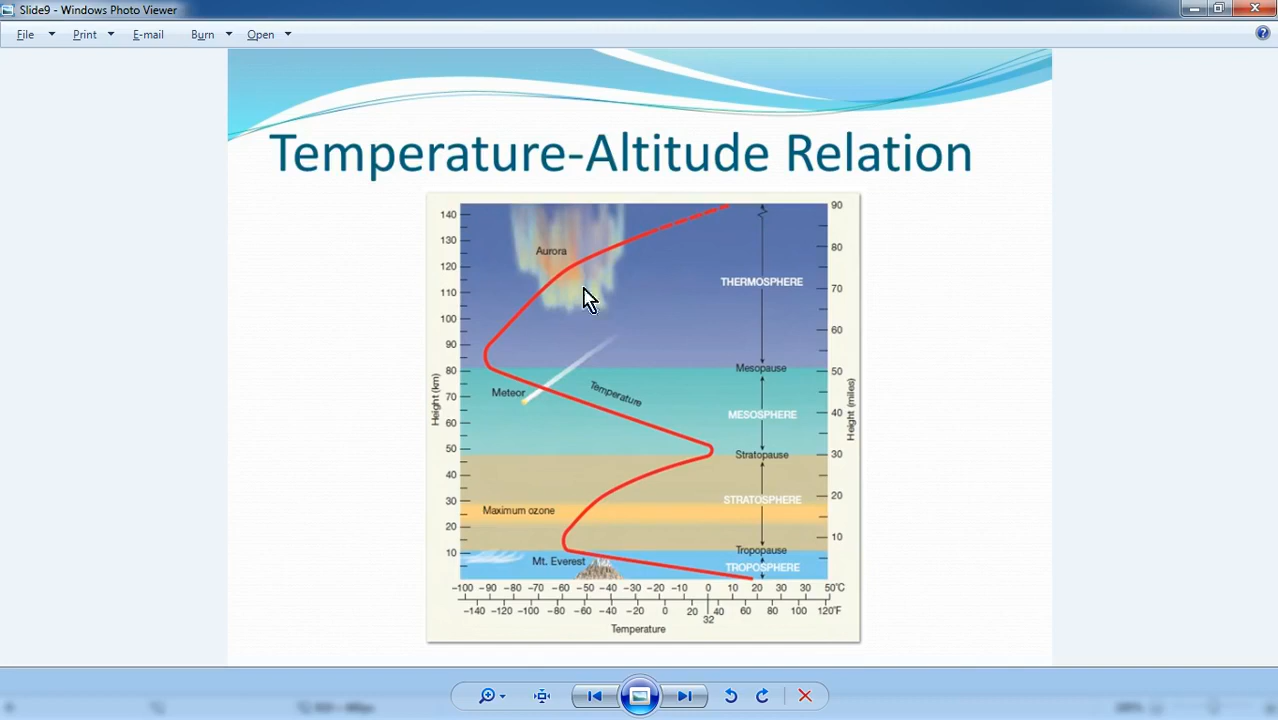 Slide9 - Windows Photo Viewer
File Print E-mail Burn Open
Temperature-Altitude Relation
140
130
120
110
100
90
80
70
60
50
40
30
20
10
Height (km)
90
80
70
60
50
40
30
20
10
Height (miles)
Aurora
THERMOSPHERE
Mesopause
Meteor
Temperature
MESOSPHERE
Stratopause
STRATOSPHERE
Maximum ozone
Tropopause
Mt. Everest
TROPOSPHERE
-100 -90 -80 -70 -60 -50 -40 -30 -20 -10 0 10 20 30 30 50°C
-140 -120 -100 -80 -60 -40 -20 0 20 40 60 80 100 120°F
32
Temperature